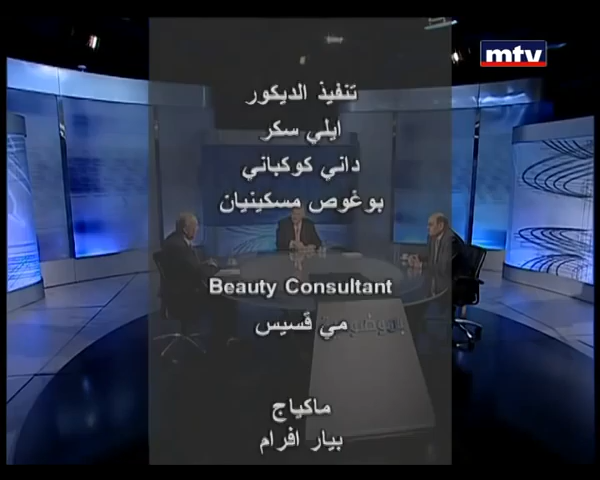 mtv
تنفيذ الديكور
ايلي سكر
داني كوكباني
بوغوص مسكينيان
Beauty Consultant
مي قسيس
ماكياج
بيار افرام